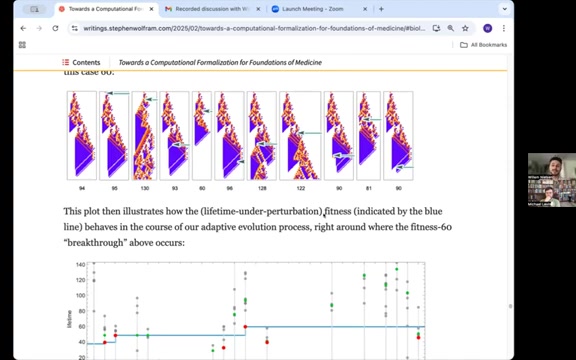 Towards a Computational For
Recorded discussion with W
Launch Meeting - Zoom
writings.stephenwolfram.com/2025/02/towards-a-computational-formalization-for-foundations-of-medicine/#biol
All Bookmarks
Contents
Towards a Computational Formalization for Foundations of Medicine
this case 60:
94 95 130 93 60 96 128 122 90 81 90
This plot then illustrates how the (lifetime-under-perturbation) fitness (indicated by the blue
line) behaves in the course of our adaptive evolution process, right around where the fitness-60
“breakthrough” above occurs:
140
120
100
80
60
40
20
lifetime